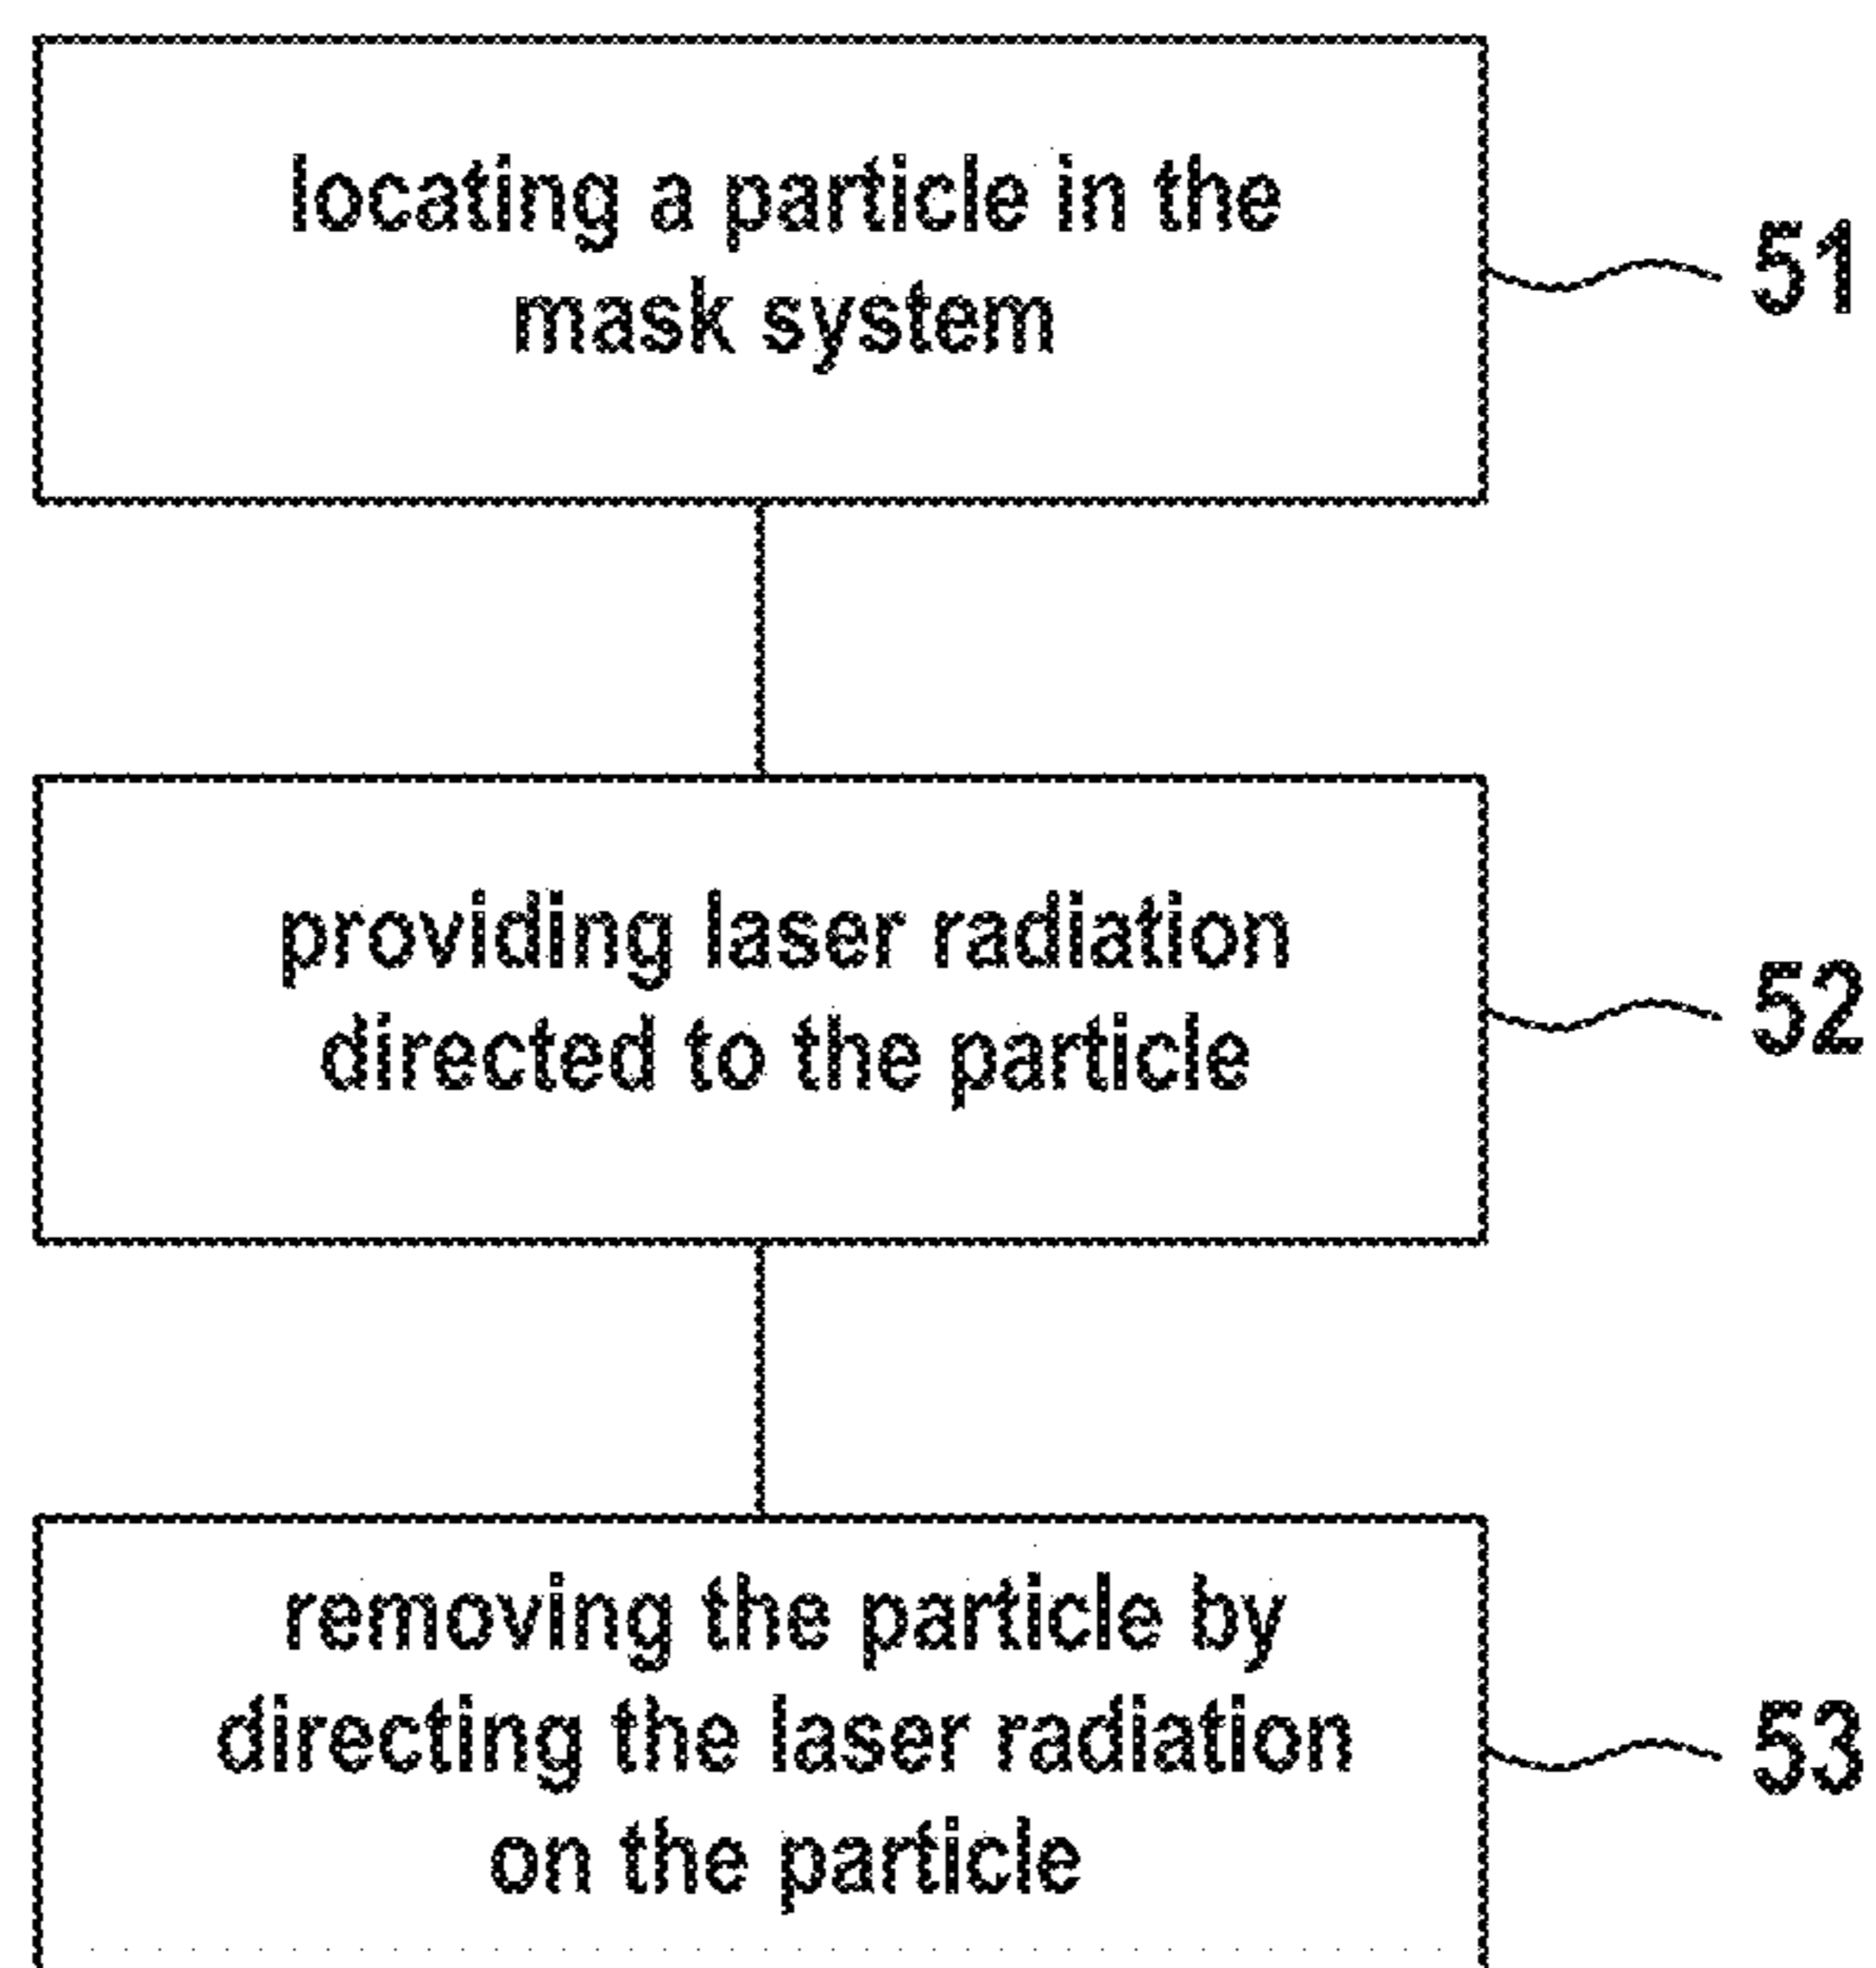 locating a particle in the
mask system
51
providing laser radiation
directed to the particle
52
removing the particle by
directing the laser radiation
on the particle
53